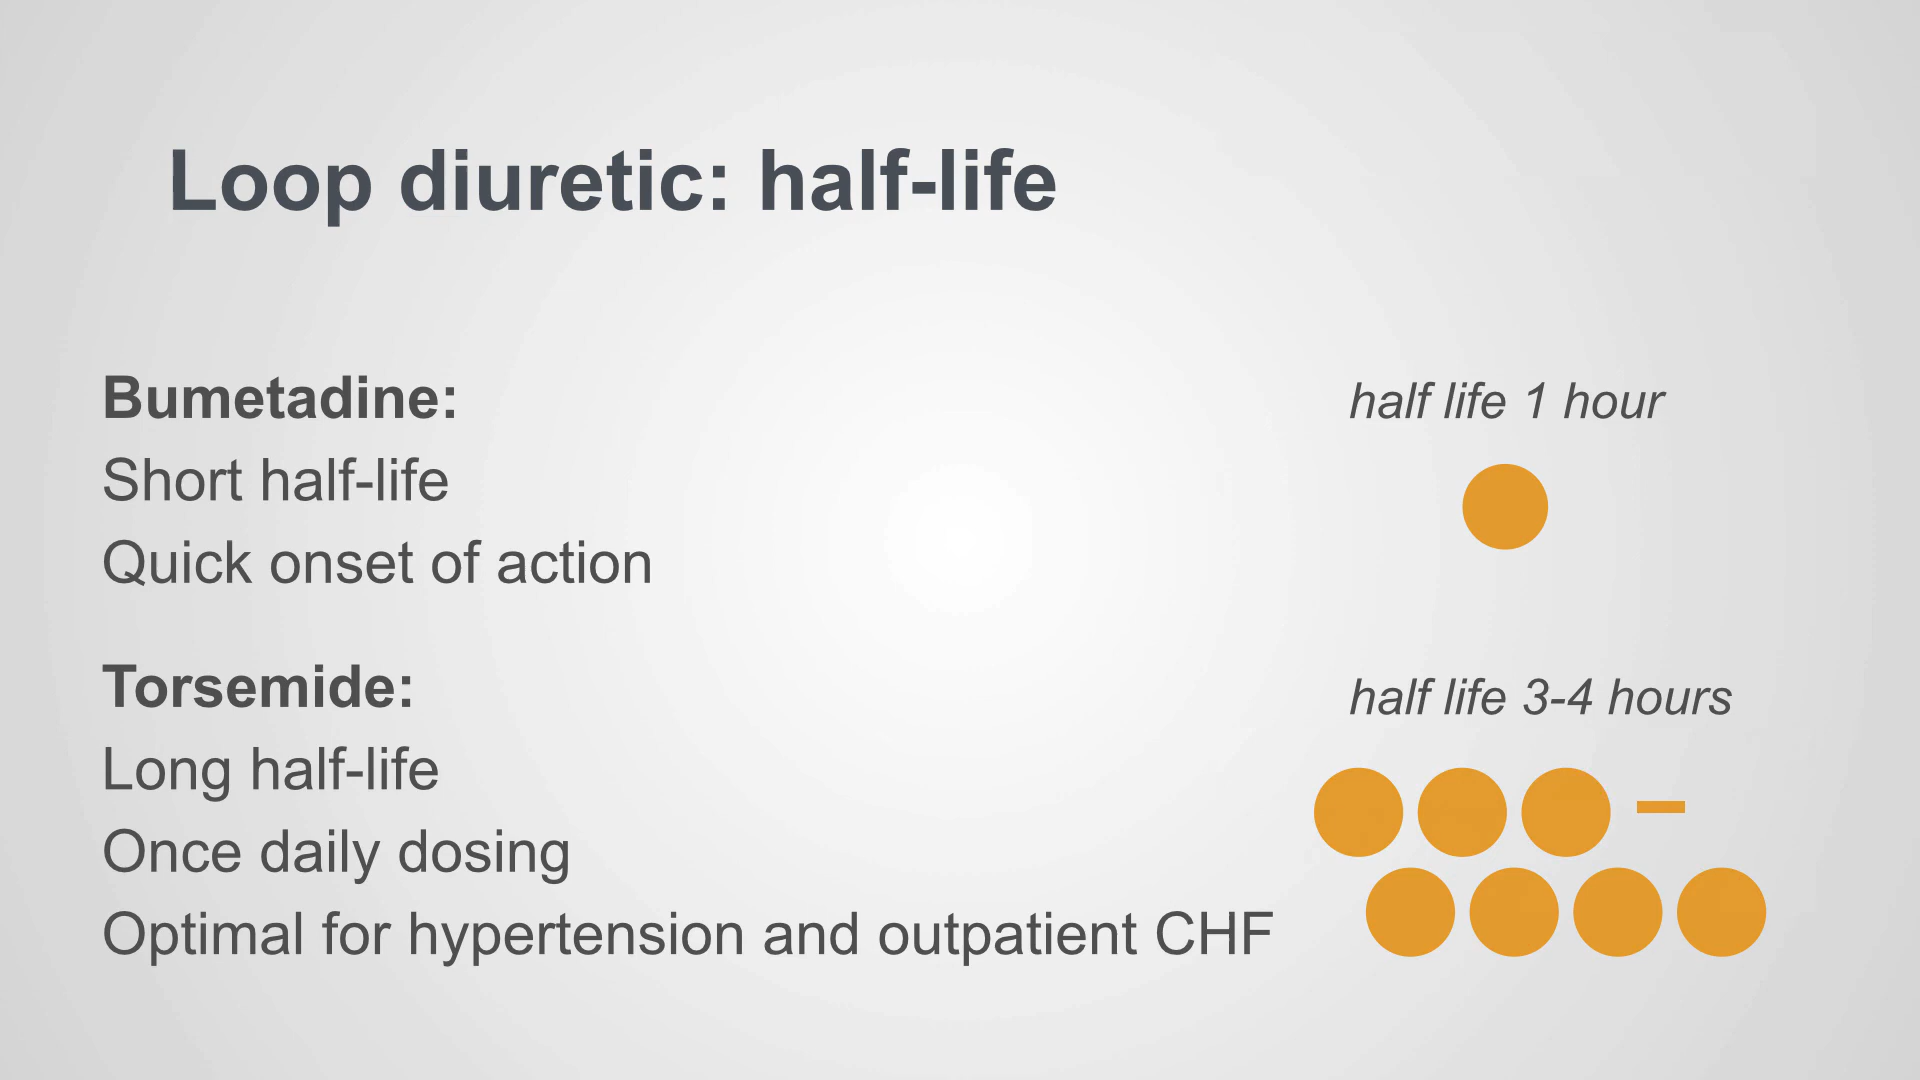 Loop diuretic: half-life
Bumetadine:
half life 1 hour
Short half-life
Quick onset of action
Torsemide:
half life 3-4 hours
Long half-life
Once daily dosing
Optimal for hypertension and outpatient CHF